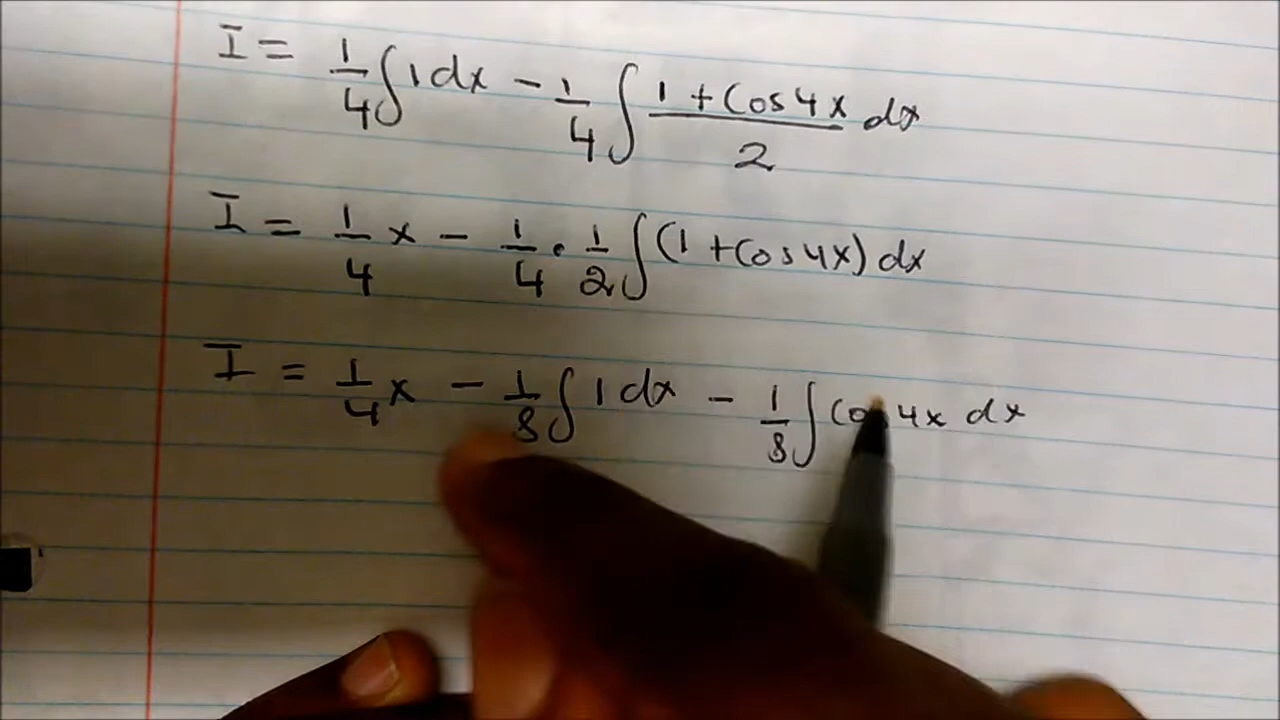 I = 1/4 ∫ 1 dx - 1/4 ∫ (1 + Cos 4x)/2 dx
I = 1/4 x - 1/4 · 1/2 ∫ (1 + Cos 4x) dx
I = 1/4 x - 1/8 ∫ 1 dx - 1/8 ∫ Cos 4x dx